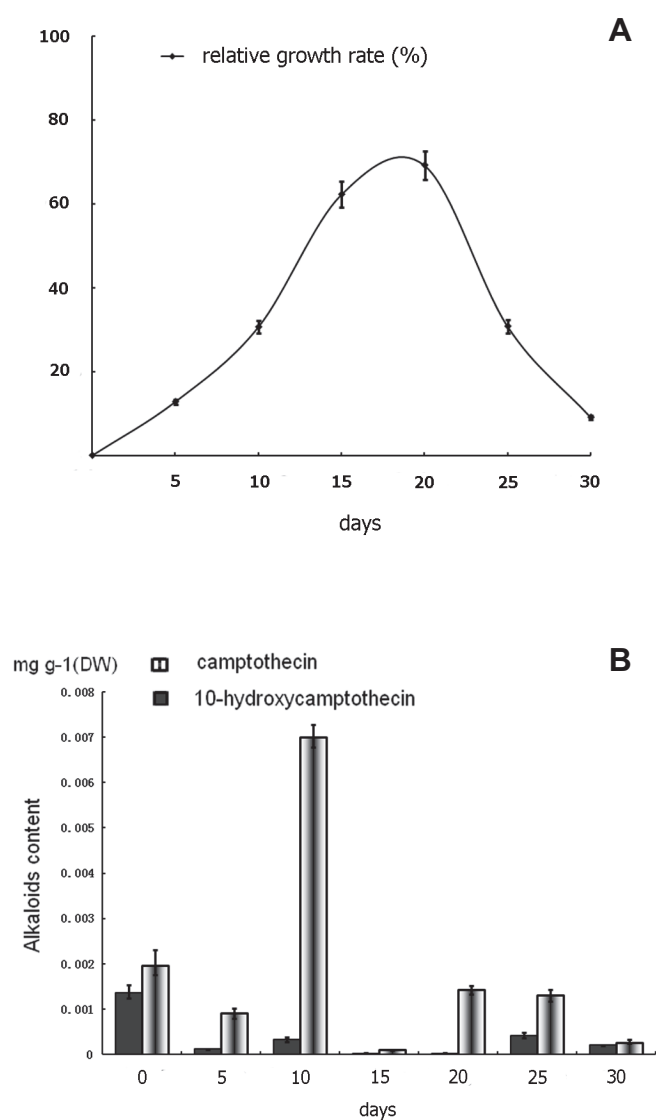 A
100
relative growth rate (%)
80
60
40
20
5 10 15 20 25 30
days
B
mg g-1(DW) camptothecin
10-hydroxycamptothecin
0.008
0.007
0.006
0.005
0.004
0.003
0.002
0.001
0
Alkaloids content
0 5 10 15 20 25 30
days